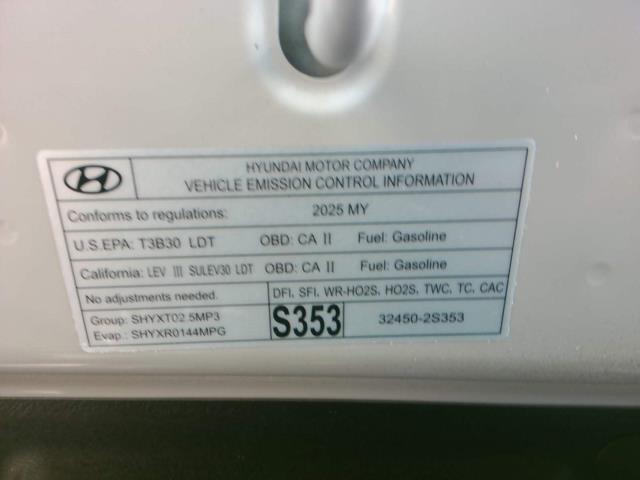 HYUNDAI MOTOR COMPANY
VEHICLE EMISSION CONTROL INFORMATION
Conforms to regulations: 2025 MY
U.S.EPA: T3B30 LDT OBD: CA II Fuel: Gasoline
California: LEV III SULEV30 LDT OBD: CA II Fuel: Gasoline
No adjustments needed. DFI, SFI, WR-HO2S, HO2S, TWC, TC, CAC
Group: SHYXT02.5MP3
Evap : SHYXR0144MPG
S353
32450-2S353